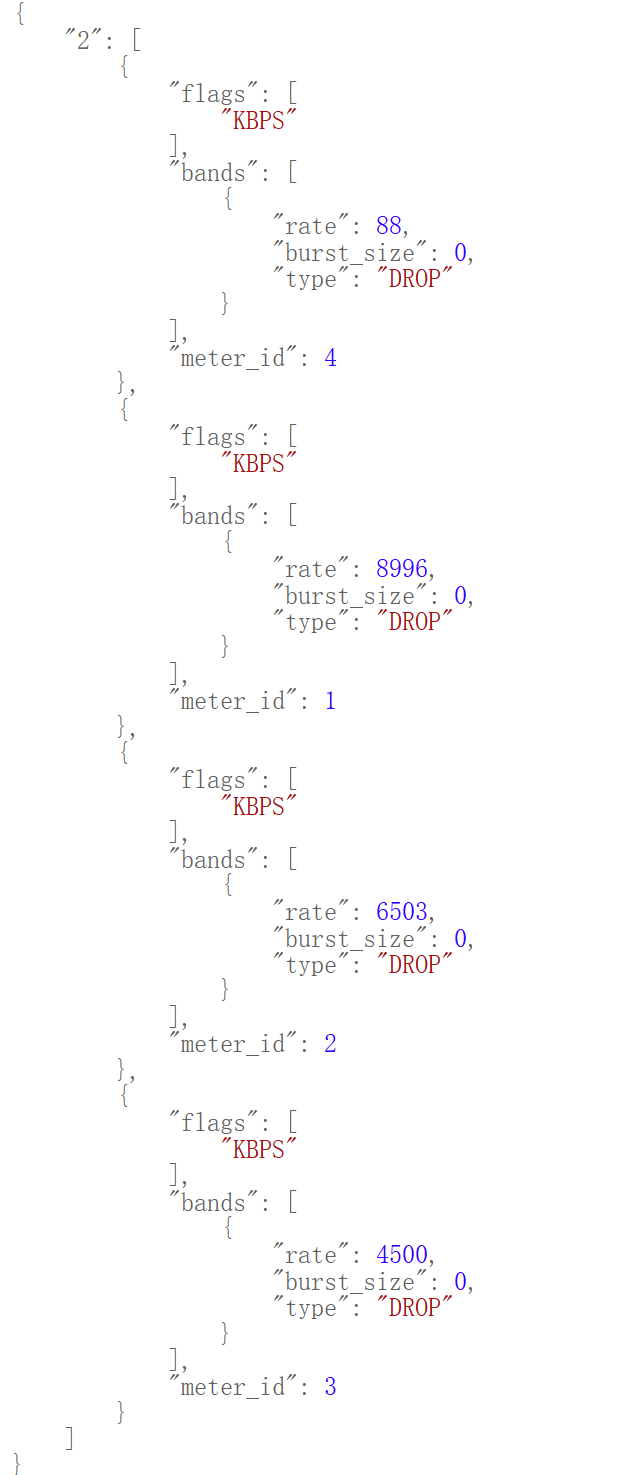 {
    "2": [
        {
            "flags": [
                "KBPS"
            ],
            "bands": [
                {
                    "rate": 88,
                    "burst_size": 0,
                    "type": "DROP"
                }
            ],
            "meter_id": 4
        },
        {
            "flags": [
                "KBPS"
            ],
            "bands": [
                {
                    "rate": 8996,
                    "burst_size": 0,
                    "type": "DROP"
                }
            ],
            "meter_id": 1
        },
        {
            "flags": [
                "KBPS"
            ],
            "bands": [
                {
                    "rate": 6503,
                    "burst_size": 0,
                    "type": "DROP"
                }
            ],
            "meter_id": 2
        },
        {
            "flags": [
                "KBPS"
            ],
            "bands": [
                {
                    "rate": 4500,
                    "burst_size": 0,
                    "type": "DROP"
                }
            ],
            "meter_id": 3
        }
    ]
}